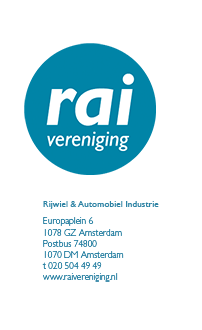 rai
vereniging
Rijwiel & Automobiel Industrie
Europaplein 6
1078 GZ Amsterdam
Postbus 74800
1070 DM Amsterdam
t 020 504 49 49
www.raivereniging.nl